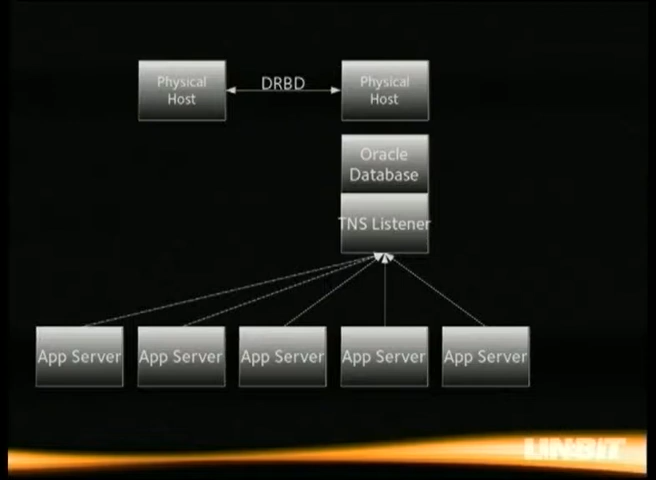 Physical
Host
DRBD
Physical
Host
Oracle
Database
TNS Listener
App Server
App Server
App Server
App Server
App Server
LINBIT